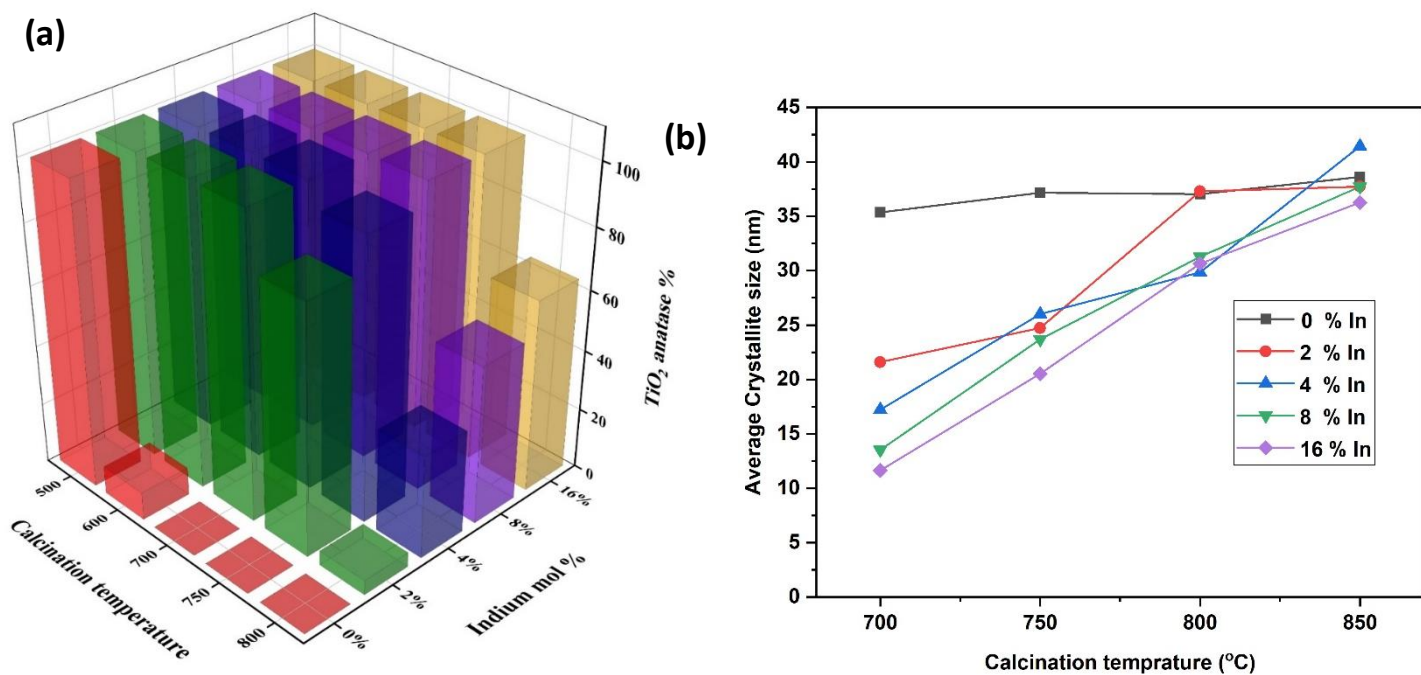 (a)
100
80
60
40
20
0
TiO2 anatase %
500
600
700
750
800
Calcination temperature
0%
2%
4%
8%
16%
Indium mol %
(b)
45
40
35
30
25
20
15
10
5
0
Average Crystallite size (nm)
700
750
800
850
Calcination temprature (oC)
0 % In
2 % In
4 % In
8 % In
16 % In